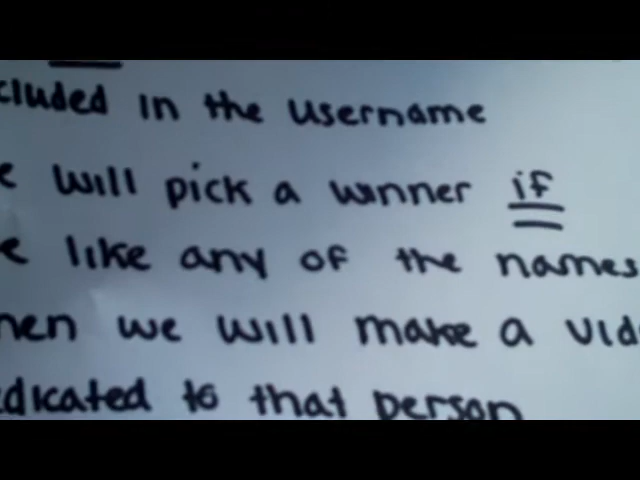 cluded in the username
e will pick a winner if
e like any of the names
hen we will make a vide
edicated to that person